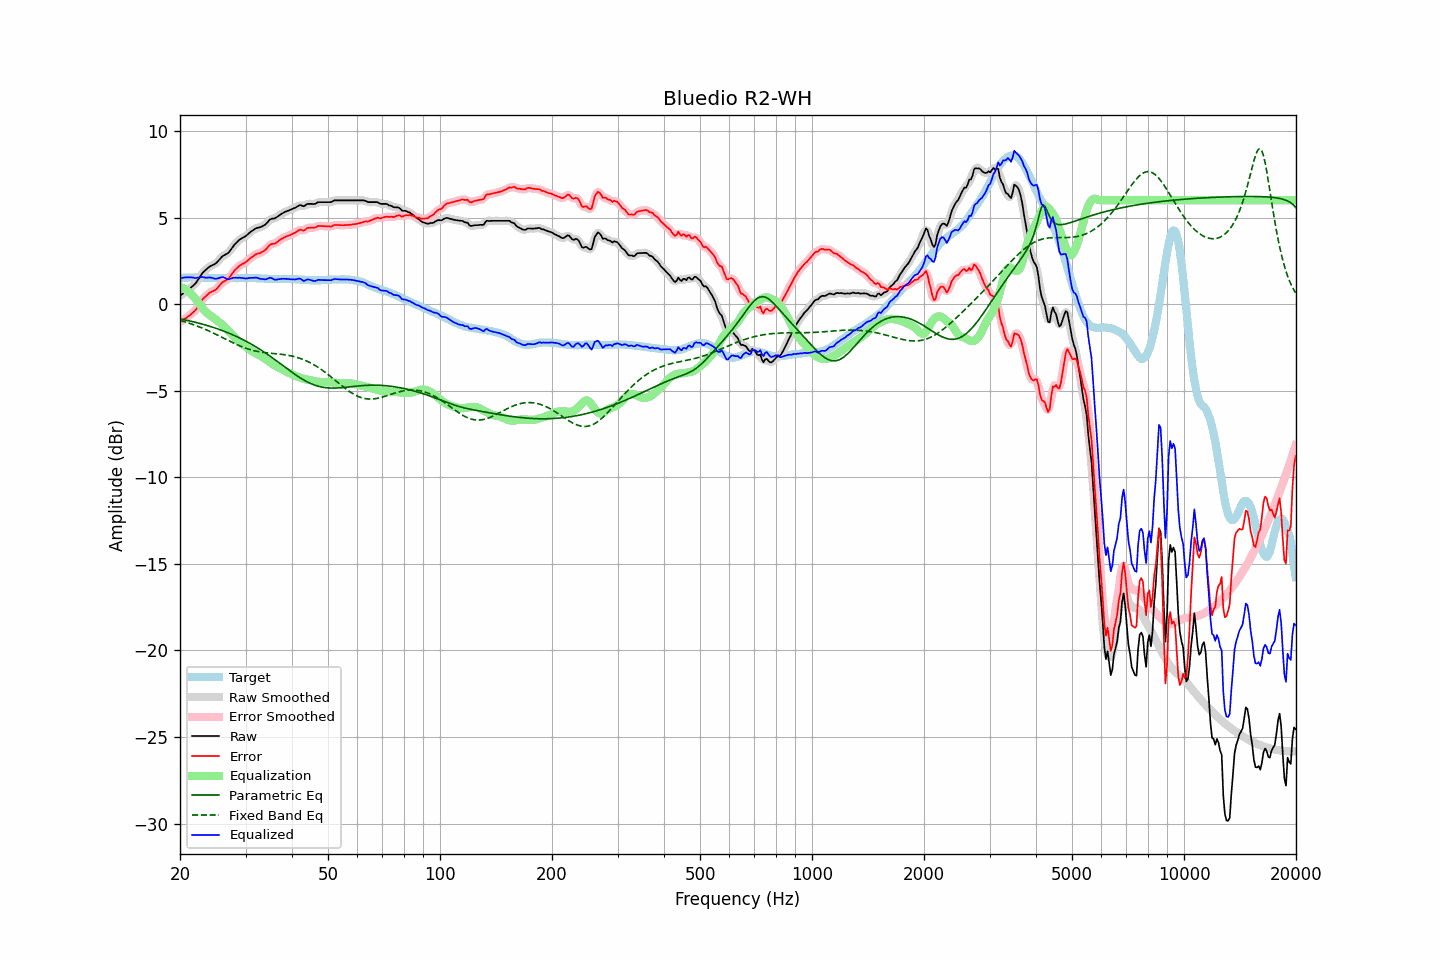 Bluedio R2-WH
Amplitude (dBr)
10
5
0
−5
−10
−15
−20
−25
−30
Target
Raw Smoothed
Error Smoothed
Raw
Error
Equalization
Parametric Eq
Fixed Band Eq
Equalized
20 50 100 200 500 1000 2000 5000 10000 20000
Frequency (Hz)